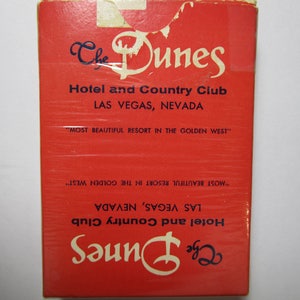 The Dunes
Hotel and Country Club
LAS VEGAS, NEVADA
"MOST BEAUTIFUL RESORT IN THE GOLDEN WEST"
"MOST BEAUTIFUL RESORT IN THE GOLDEN WEST"
LAS VEGAS, NEVADA
Hotel and Country Club
The Dunes